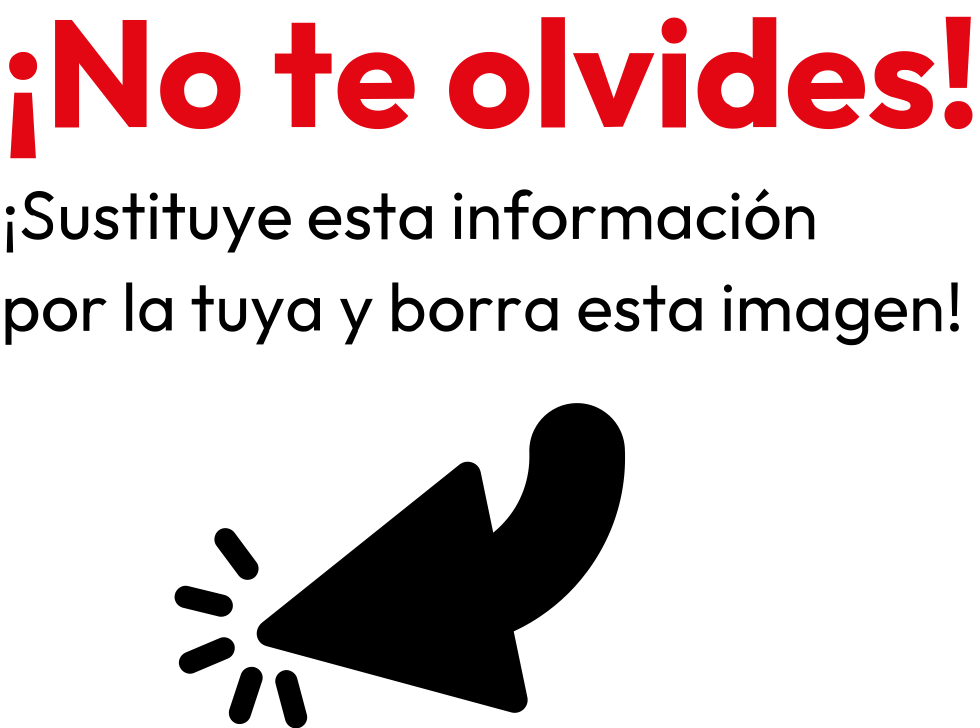 ¡No te olvides!
¡Sustituye esta información
por la tuya y borra esta imagen!